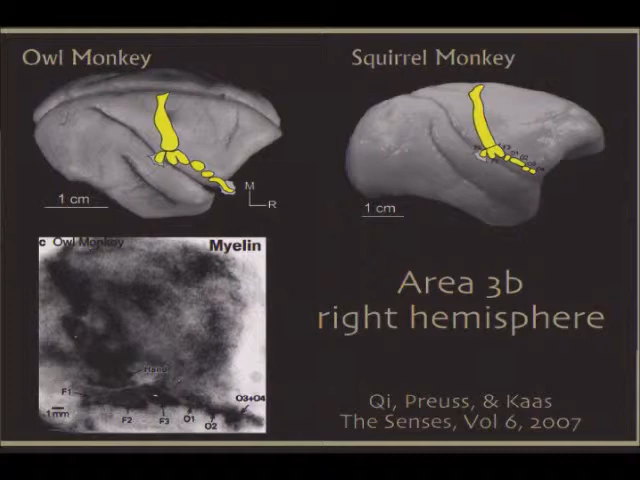 Owl Monkey
Squirrel Monkey
1 cm
M
R
1 cm
c Owl Monkey
Myelin
Hand
F1
1mm
F2
F3
O1
O2
O3+O4
Area 3b
right hemisphere
Qi, Preuss, & Kaas
The Senses, Vol 6, 2007